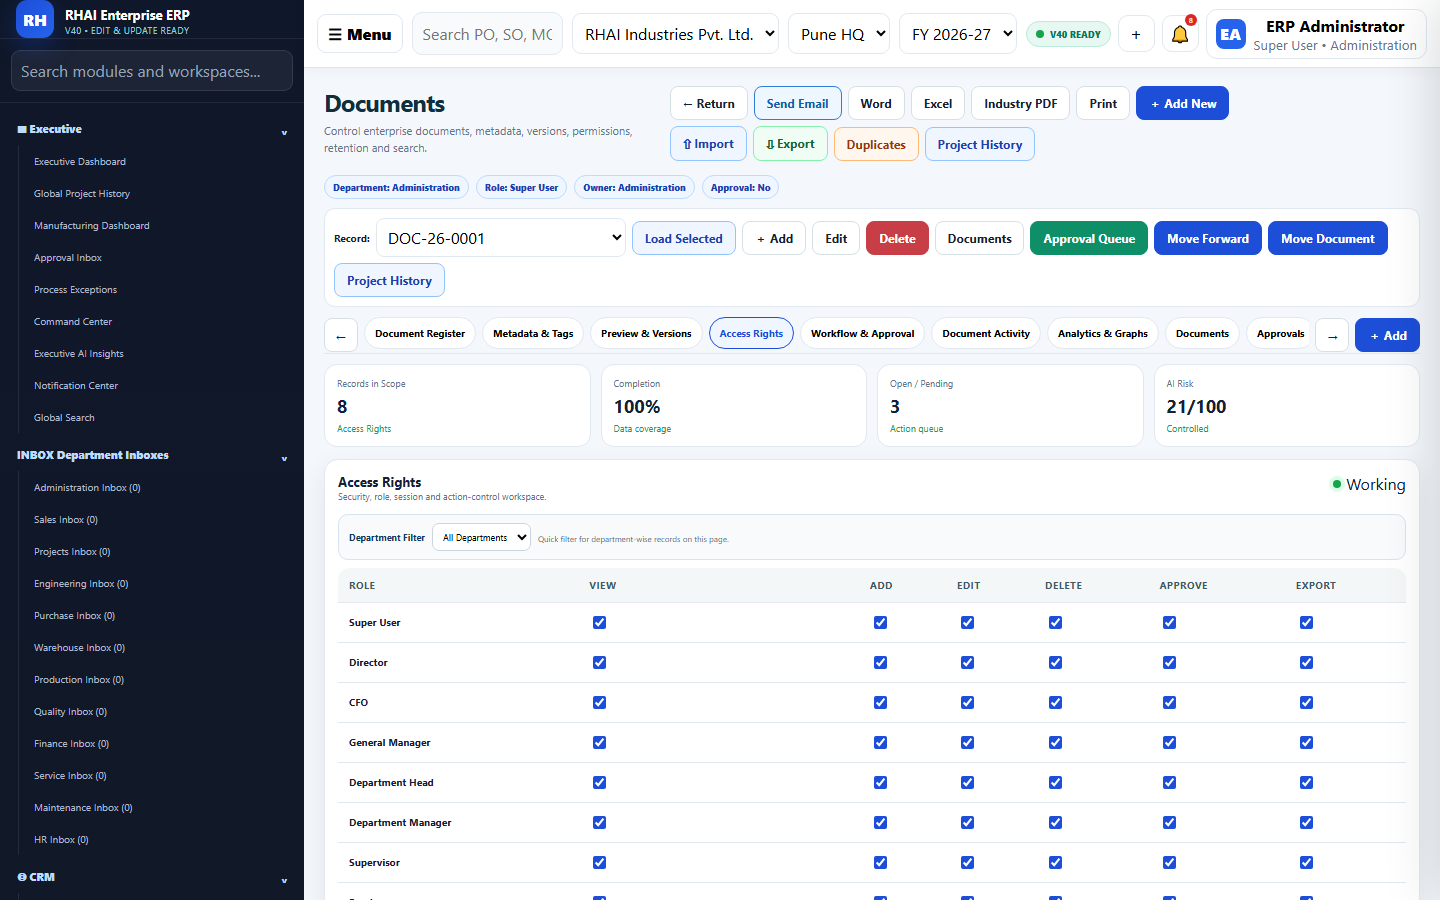 RH
RHAI Enterprise ERP
V40 • EDIT & UPDATE READY
Search modules and workspaces...
Executive
Executive Dashboard
Global Project History
Manufacturing Dashboard
Approval Inbox
Process Exceptions
Command Center
Executive AI Insights
Notification Center
Global Search
INBOX Department Inboxes
Administration Inbox (0)
Sales Inbox (0)
Projects Inbox (0)
Engineering Inbox (0)
Purchase Inbox (0)
Warehouse Inbox (0)
Production Inbox (0)
Quality Inbox (0)
Finance Inbox (0)
Service Inbox (0)
Maintenance Inbox (0)
HR Inbox (0)
CRM
☰ Menu
Search PO, SO, MO
RHAI Industries Pvt. Ltd.
Pune HQ
FY 2026-27
V40 READY
+
8
EA
ERP Administrator
Super User • Administration
Documents
Control enterprise documents, metadata, versions, permissions,
retention and search.
← Return
Send Email
Word
Excel
Industry PDF
Print
+ Add New
⇧ Import
⇩ Export
Duplicates
Project History
Department: Administration
Role: Super User
Owner: Administration
Approval: No
Record:
DOC-26-0001
Load Selected
+ Add
Edit
Delete
Documents
Approval Queue
Move Forward
Move Document
Project History
←
Document Register
Metadata & Tags
Preview & Versions
Access Rights
Workflow & Approval
Document Activity
Analytics & Graphs
Documents
Approvals
→
+ Add
Records in Scope
8
Access Rights
Completion
100%
Data coverage
Open / Pending
3
Action queue
AI Risk
21/100
Controlled
Access Rights
Security, role, session and action-control workspace.
Working
Department Filter
All Departments
Quick filter for department-wise records on this page.
ROLE VIEW ADD EDIT DELETE APPROVE EXPORT
Super User
Director
CFO
General Manager
Department Head
Department Manager
Supervisor